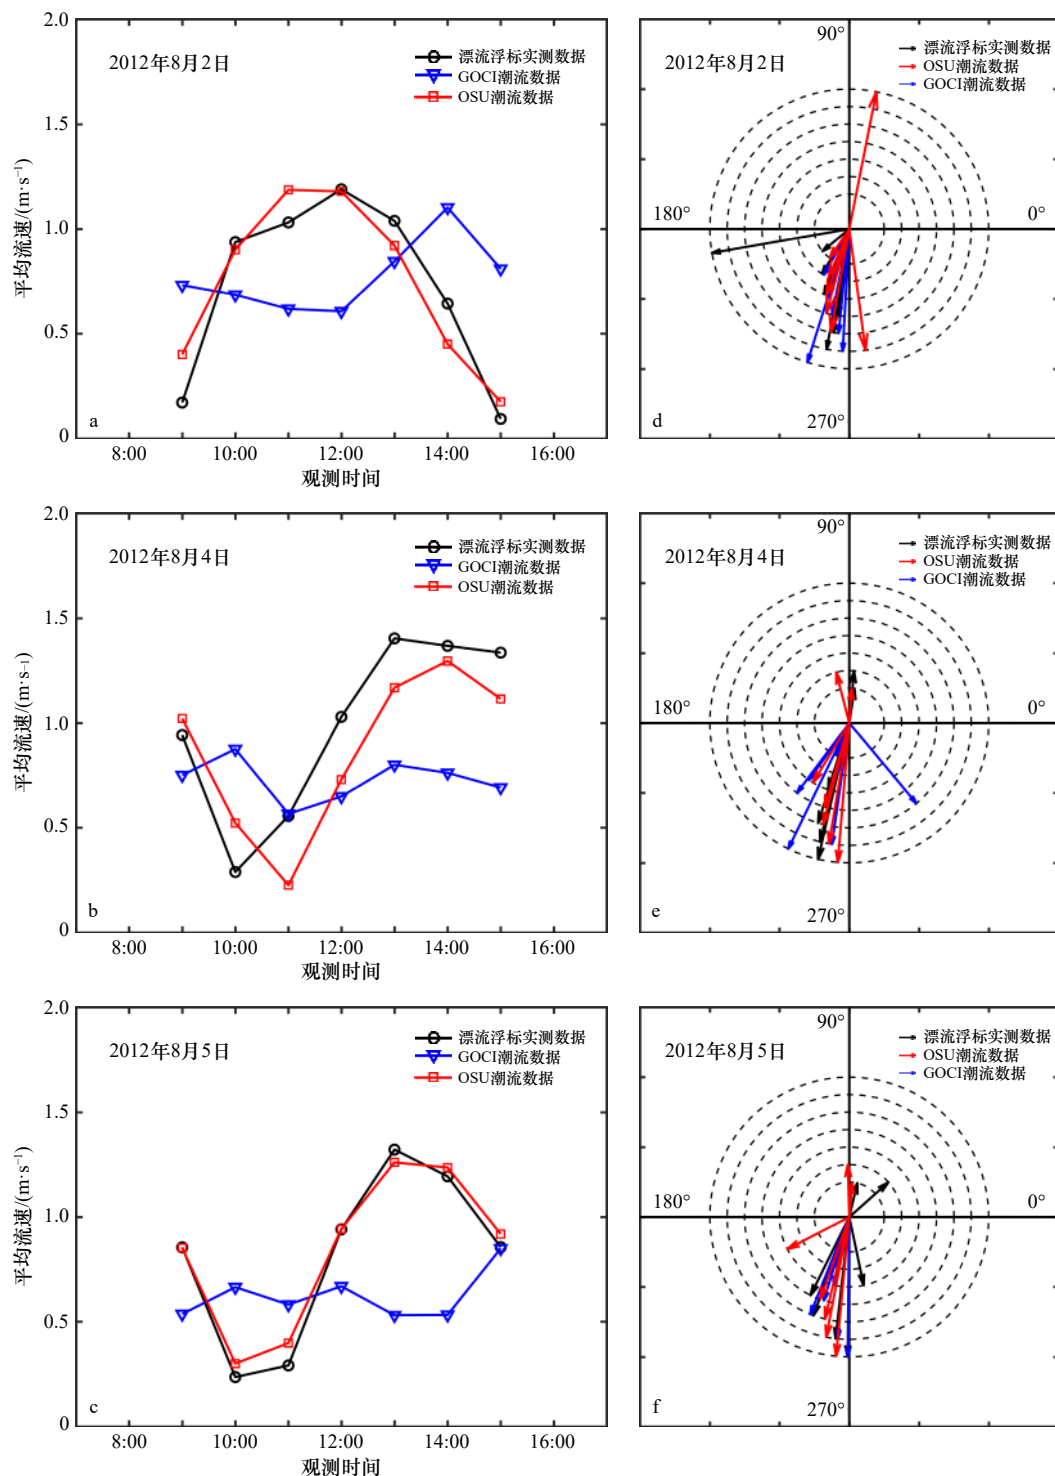 2.0
2012年8月2日
漂流浮标实测数据
GOCI潮流数据
OSU潮流数据
1.5
1.0
0.5
0
平均流速/(m·s⁻¹)
a
8:00 10:00 12:00 14:00 16:00
观测时间
90°
2012年8月2日
漂流浮标实测数据
OSU潮流数据
GOCI潮流数据
180° 0°
d 270°
2.0
2012年8月4日
漂流浮标实测数据
GOCI潮流数据
OSU潮流数据
1.5
1.0
0.5
0
平均流速/(m·s⁻¹)
b
8:00 10:00 12:00 14:00 16:00
观测时间
90°
2012年8月4日
漂流浮标实测数据
OSU潮流数据
GOCI潮流数据
180° 0°
e 270°
2.0
2012年8月5日
漂流浮标实测数据
GOCI潮流数据
OSU潮流数据
1.5
1.0
0.5
0
平均流速/(m·s⁻¹)
c
8:00 10:00 12:00 14:00 16:00
观测时间
90°
2012年8月5日
漂流浮标实测数据
OSU潮流数据
GOCI潮流数据
180° 0°
f 270°